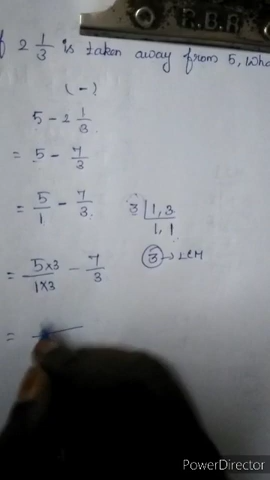 2 1/3 is taken away from 5,
(-)
5 - 2 1/3
= 5 - 7/3
= 5/1 - 7/3
3 | 1, 3
1, 1
3 → LCM
= 5×3/1×3 - 7/3
=
R.B.R
PowerDirector